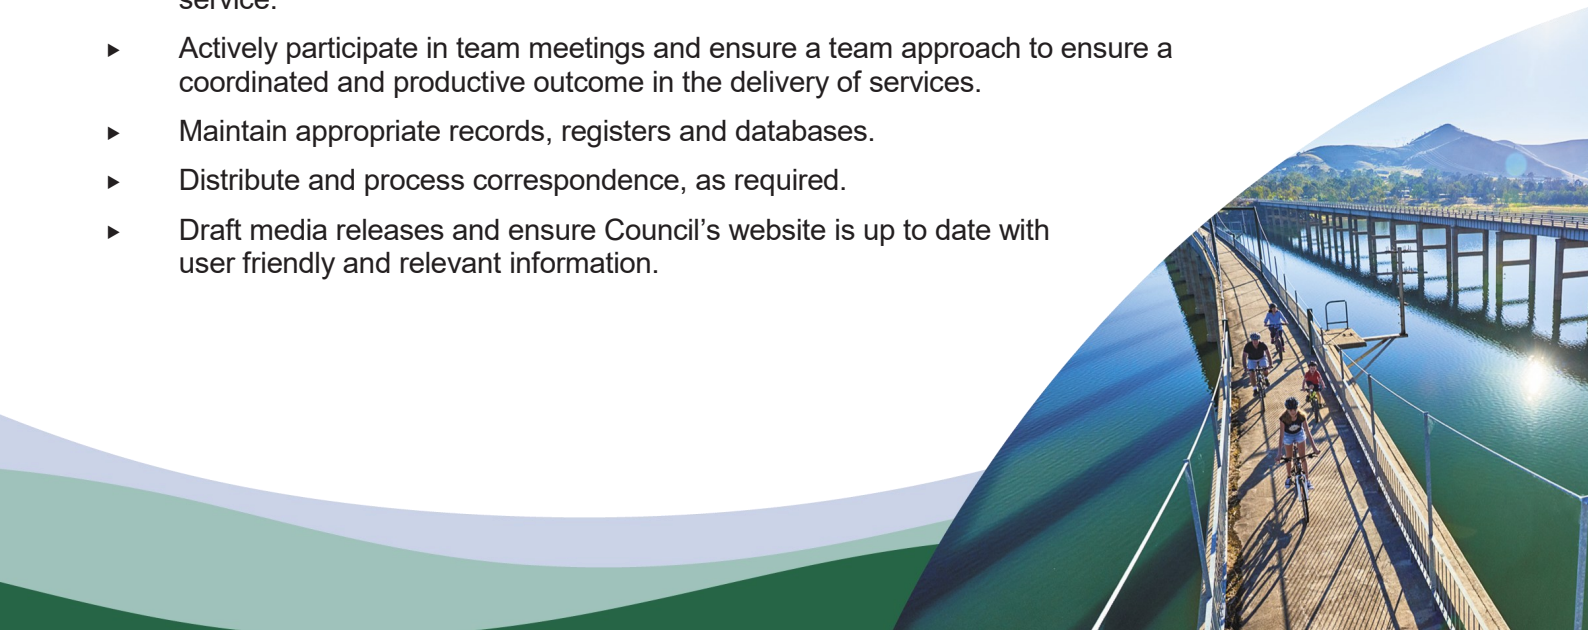 service.
► Actively participate in team meetings and ensure a team approach to ensure a
coordinated and productive outcome in the delivery of services.
► Maintain appropriate records, registers and databases.
► Distribute and process correspondence, as required.
► Draft media releases and ensure Council’s website is up to date with
user friendly and relevant information.